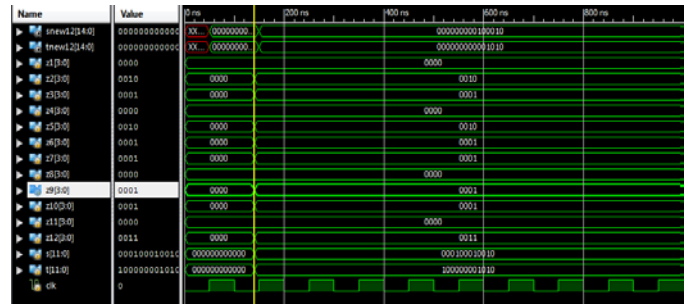 Name Value 0 ns 200 ns 400 ns 600 ns 800 ns
snew12[14:0] 000000000000 XX... 00000000... 000000000100010
tnew12[14:0] 000000000000 XX... 00000000... 000000000001010
z1[3:0] 0000 0000
z2[3:0] 0010 0000 0010
z3[3:0] 0001 0000 0001
z4[3:0] 0000 0000
z5[3:0] 0010 0000 0010
z6[3:0] 0001 0000 0001
z7[3:0] 0001 0000 0001
z8[3:0] 0000 0000
z9[3:0] 0001 0000 0001
z10[3:0] 0001 0000 0001
z11[3:0] 0000 0000
z12[3:0] 0011 0000 0011
s[11:0] 000100010010 000000000000 000100010010
t[11:0] 100000001010 000000000000 100000001010
clk 0